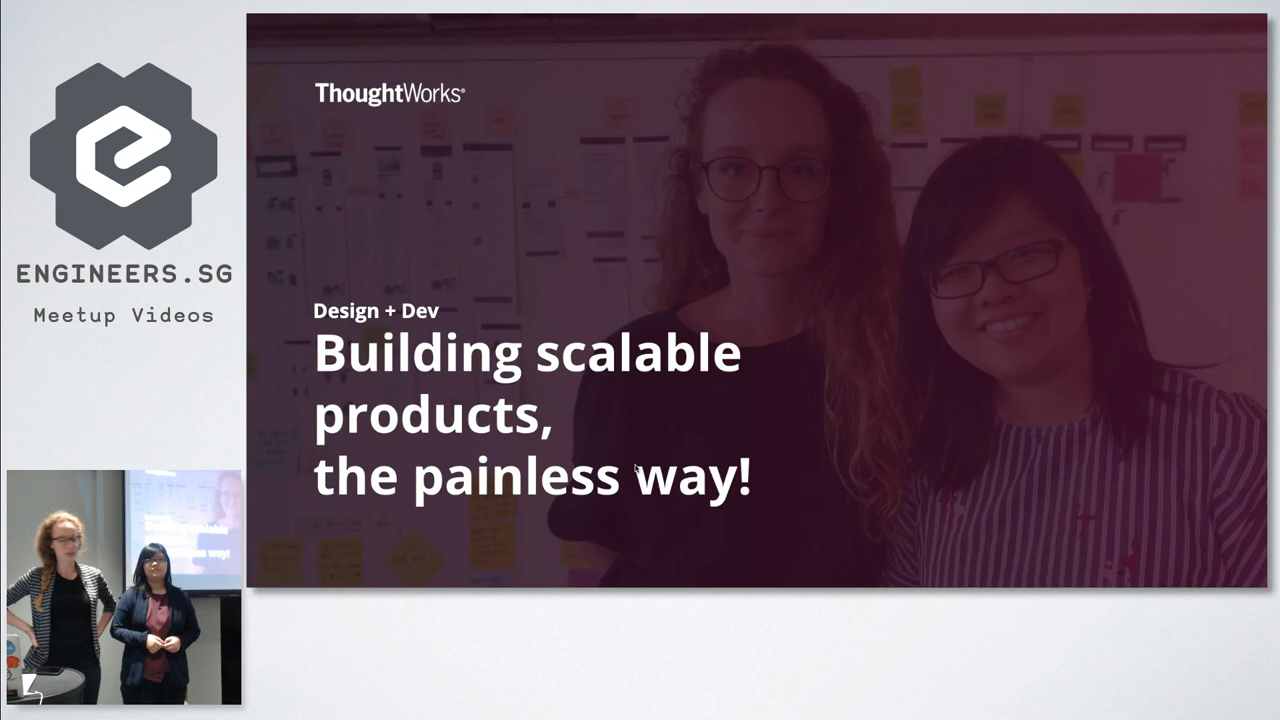 ENGINEERS.SG
Meetup Videos
ThoughtWorks®
Design + Dev
Building scalable
products,
the painless way!